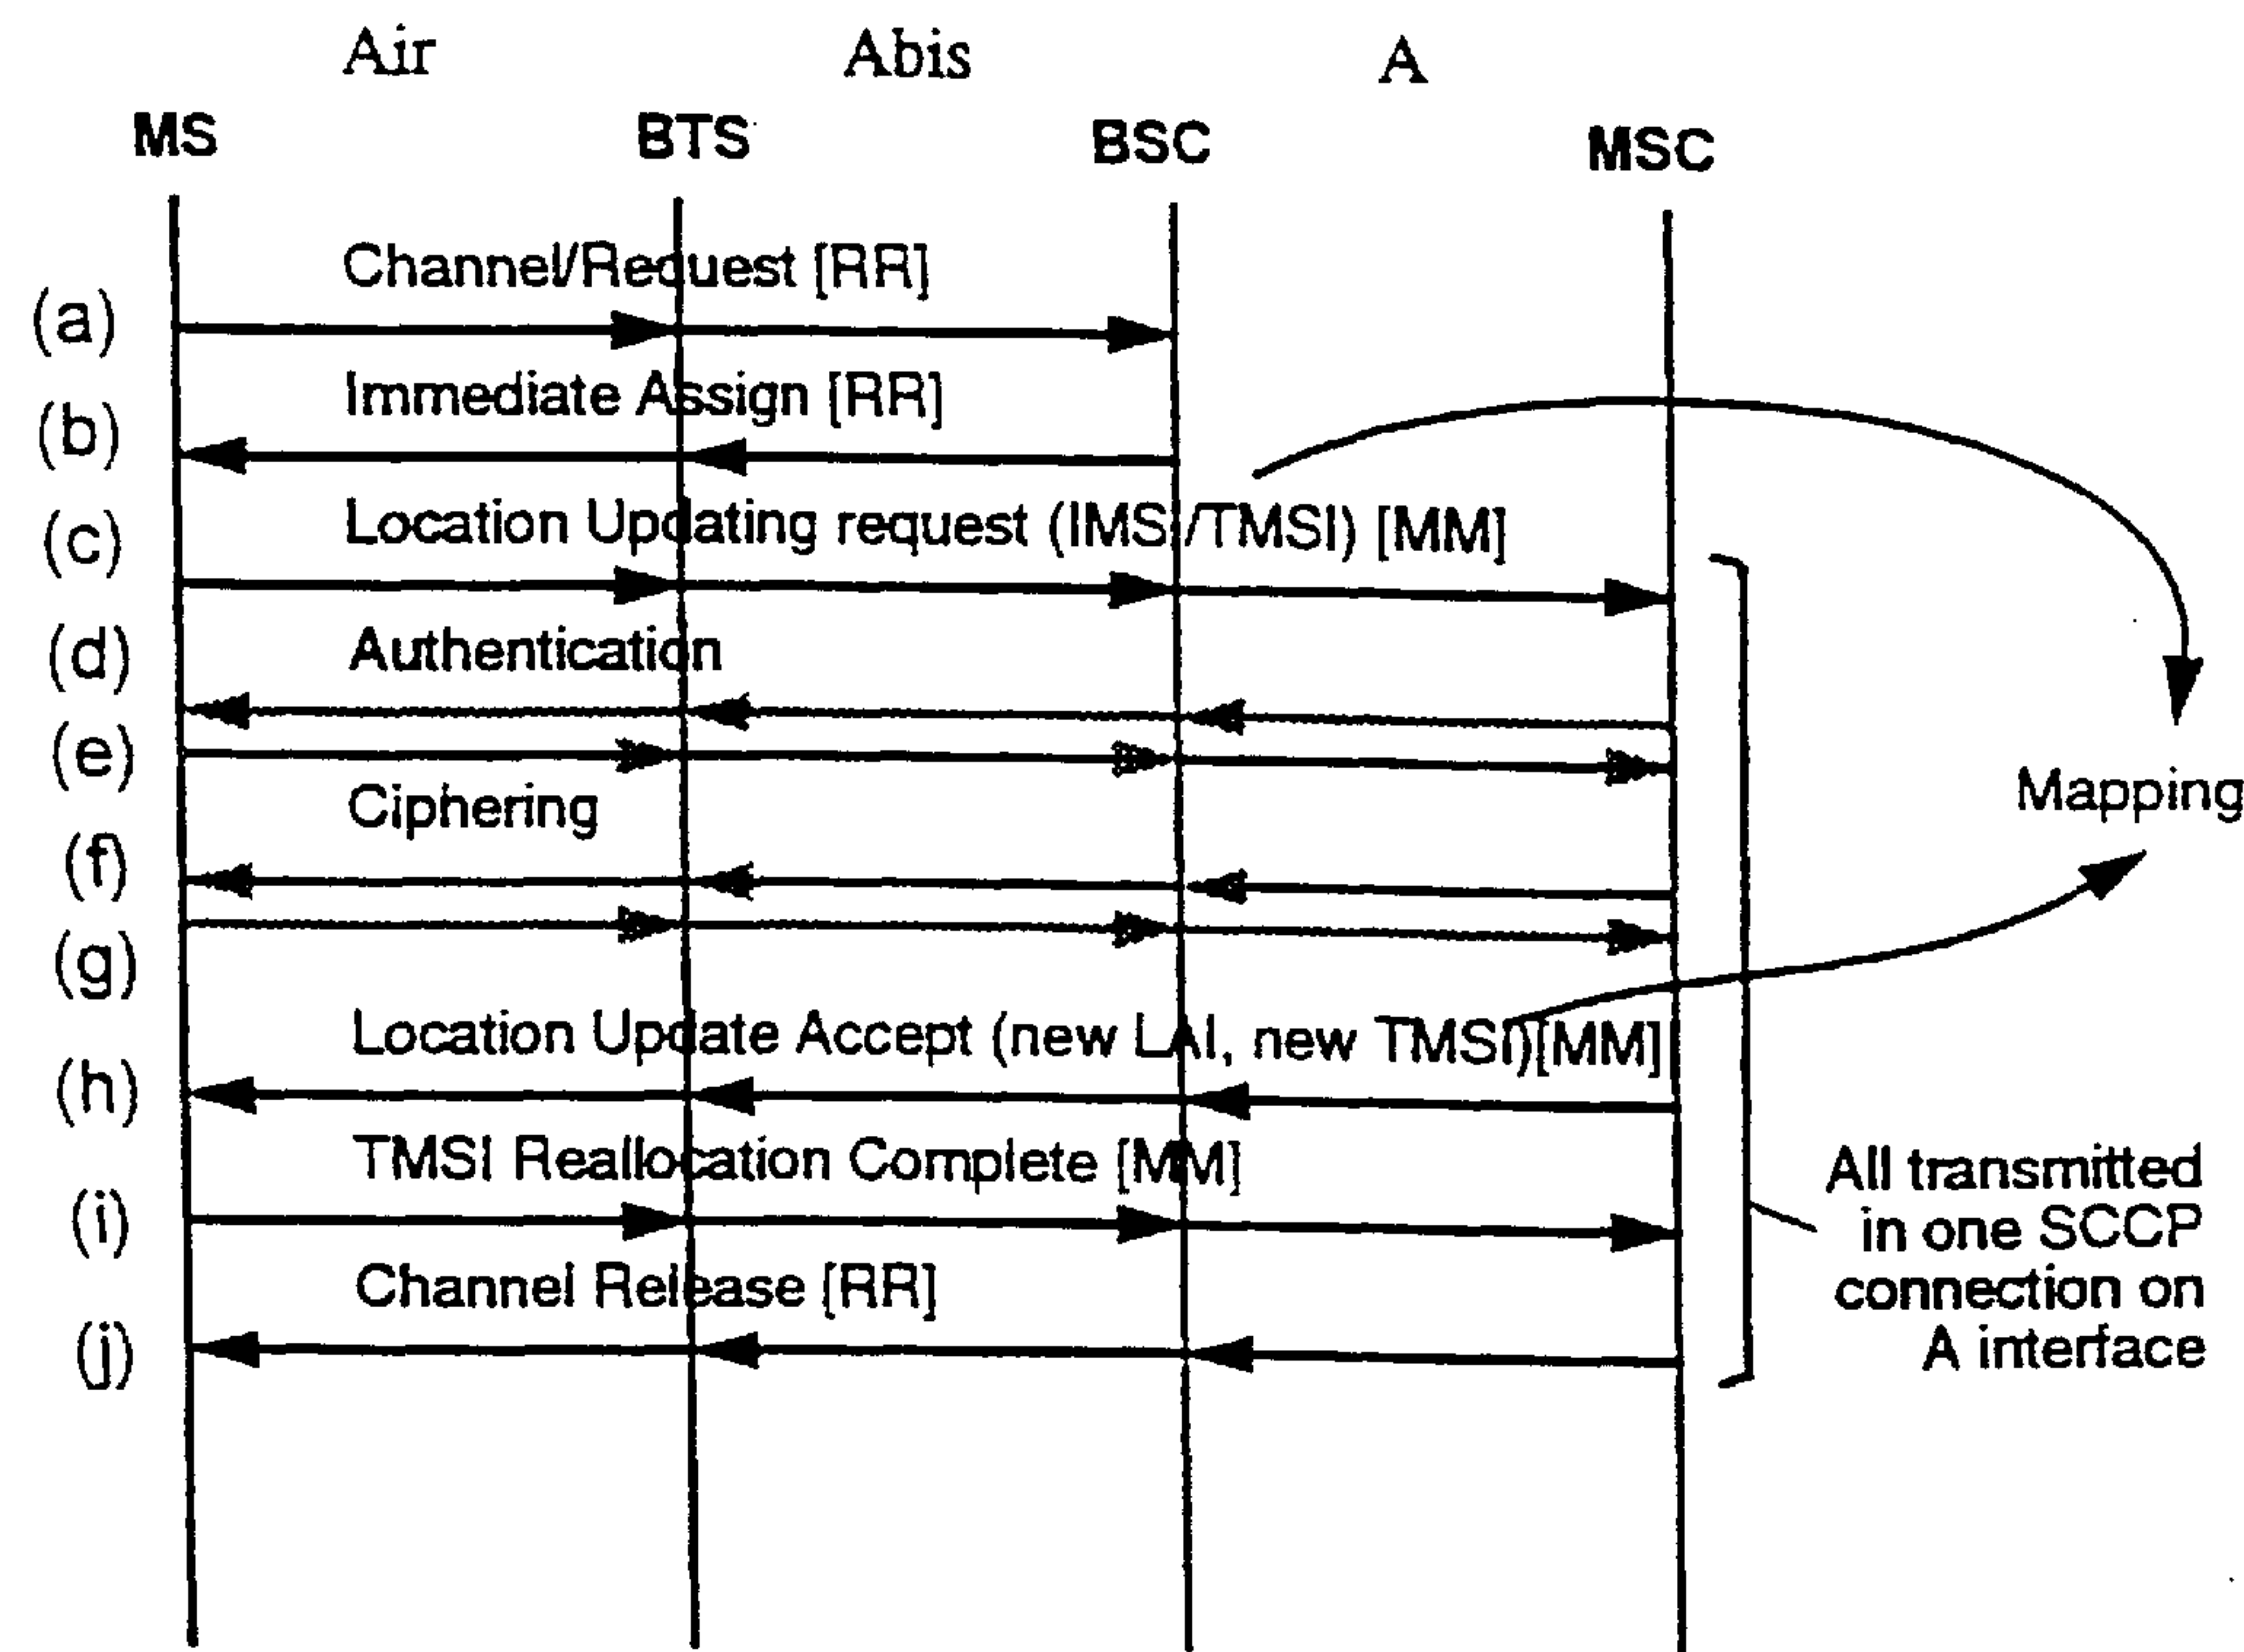 Air Abis A
MS BTS BSC MSC
Channel/Request [RR]
(a)
Immediate Assign [RR]
(b)
Location Updating request (IMSI/TMSI) [MM]
(c)
Authentication
(d)
(e)
Mapping
Ciphering
(f)
(g)
Location Update Accept (new LAI, new TMSI)[MM]
(h)
TMSI Reallocation Complete [MM]
(i)
Channel Release [RR]
(j)
All transmitted
in one SCCP
connection on
A interface